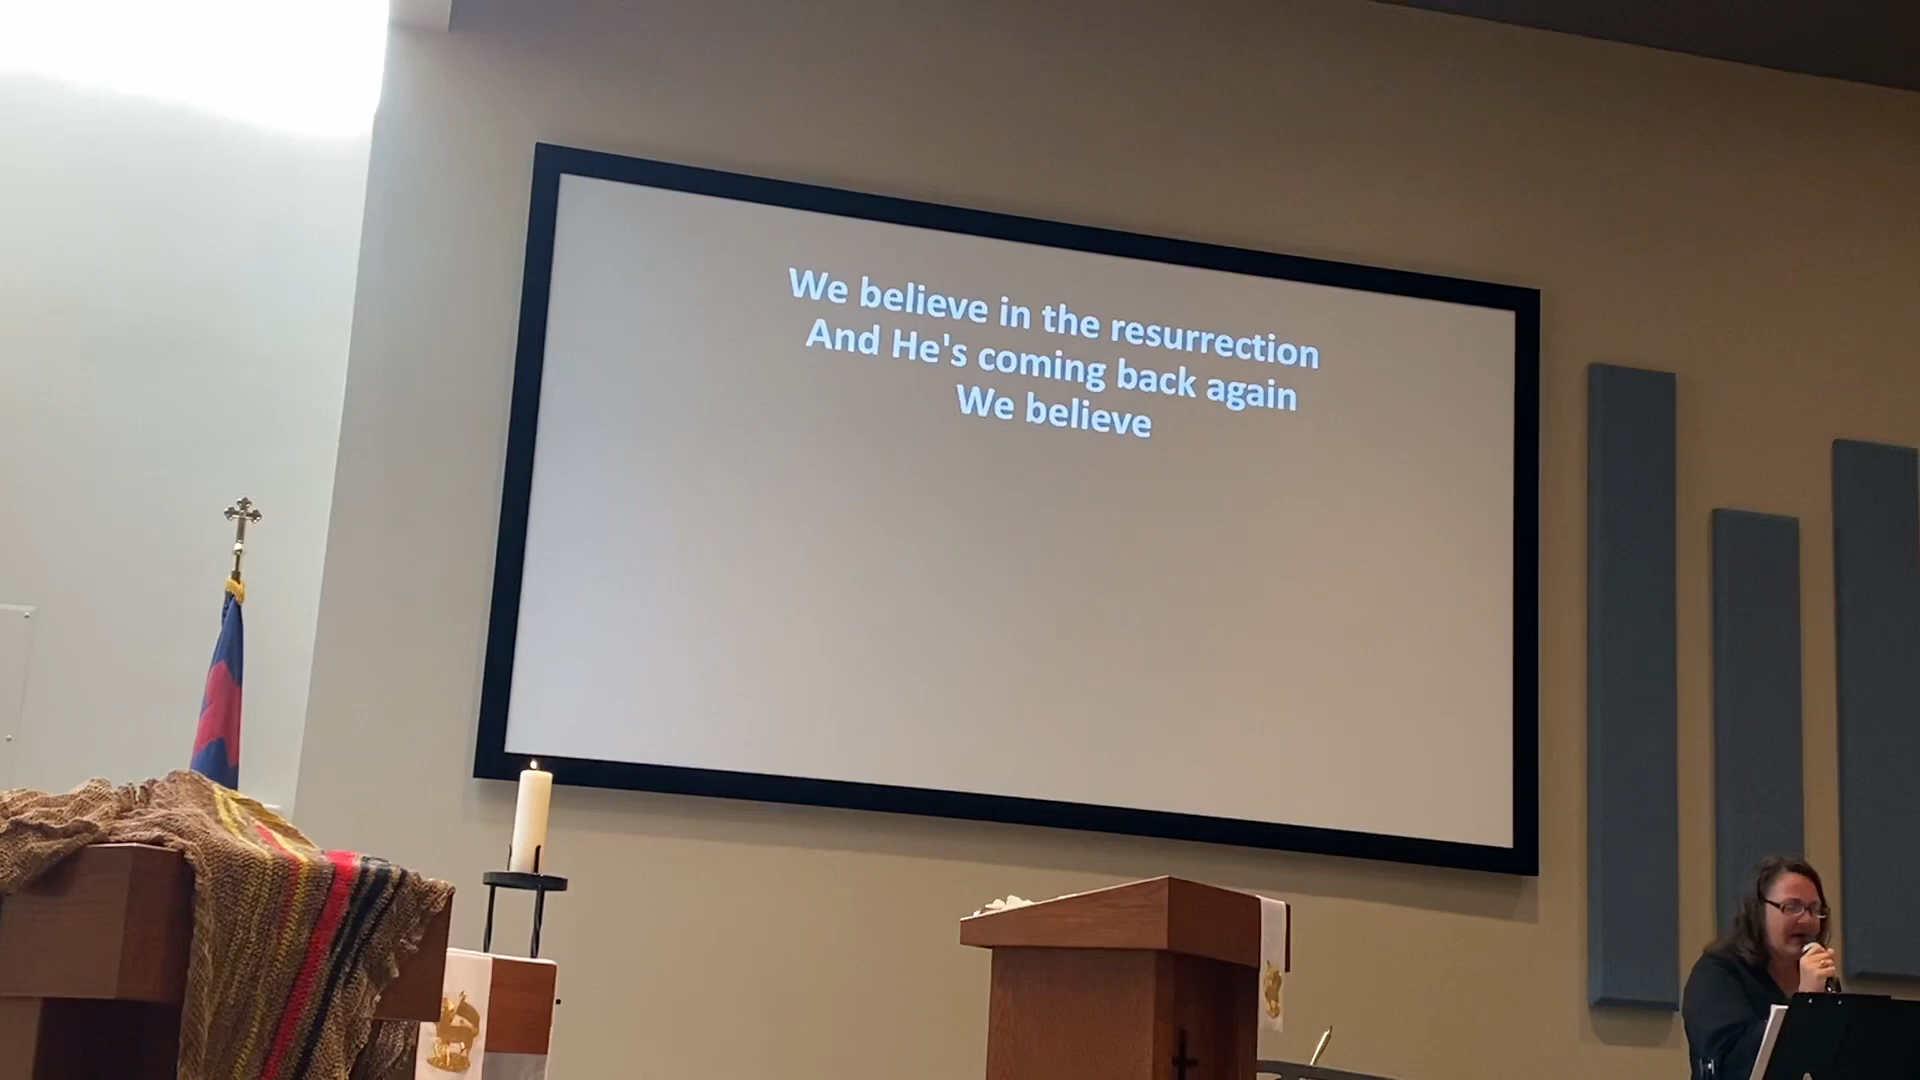 We believe in the resurrection
And He's coming back again
We believe